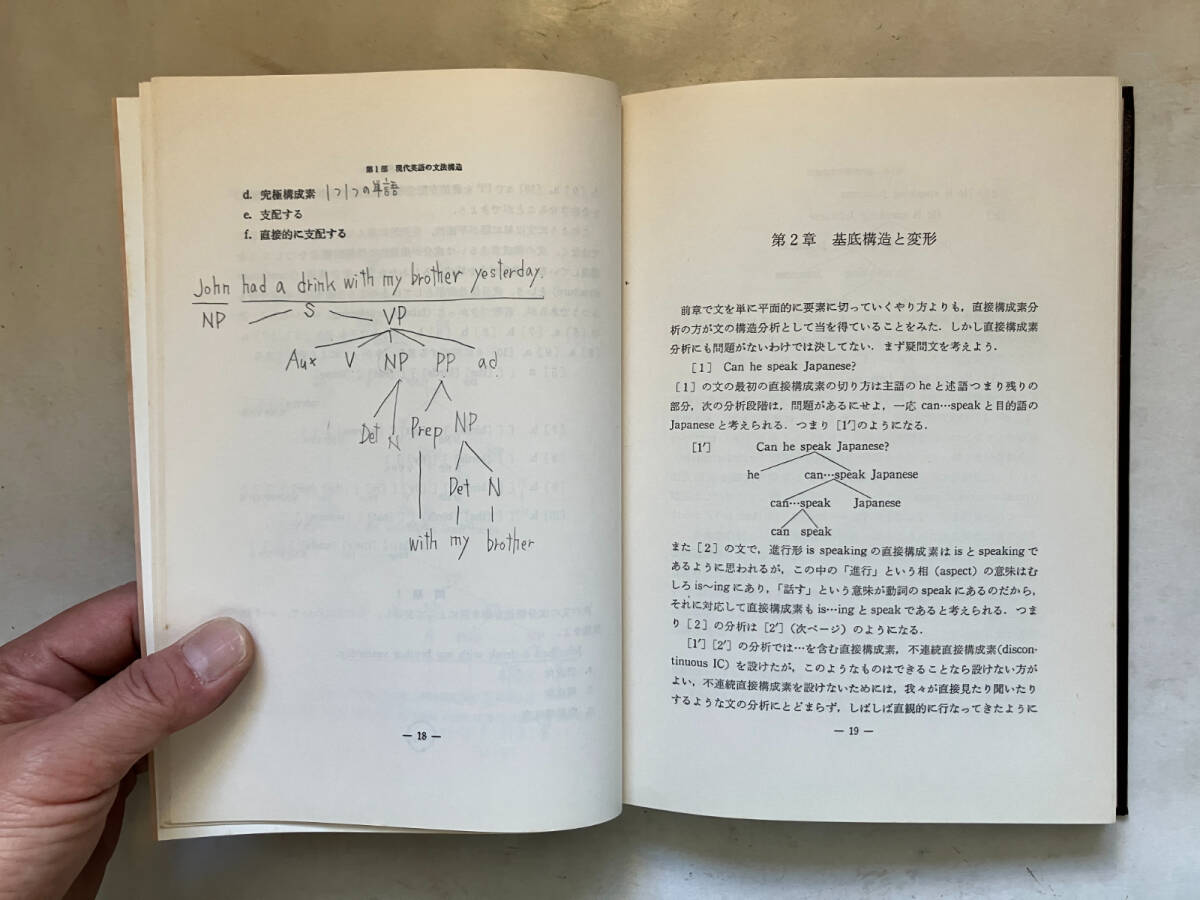 第1部 現代英語の文法構造
d. 究極構成素 1つ1つの単語
e. 支配する
f. 直接的に支配する
John had a drink with my brother yesterday.
NP S VP
Aux V NP PP ad
Det N Prep NP
Det N
with my brother
— 18 —
第2章 基底構造と変形
前章で文を単に平面的に要素に切っていくやり方よりも，直接構成素分
析の方が文の構造分析として当を得ていることをみた．しかし直接構成素
分析にも問題がないわけでは決してない．まず疑問文を考えよう．
[1] Can he speak Japanese?
[1]の文の最初の直接構成素の切り方は主語の he と述語つまり残りの
部分，次の分析段階は，問題があるにせよ，一応 can…speak と目的語の
Japanese と考えられる．つまり [1′] のようになる．
[1′] Can he speak Japanese?
he can…speak Japanese
can…speak Japanese
can speak
また [2] の文で，進行形 is speaking の直接構成素は is と speaking で
あるように思われるが，この中の「進行」という相 (aspect) の意味はむ
しろ is～ing にあり，「話す」という意味が動詞の speak にあるのだから，
それに対応して直接構成素も is…ing と speak であると考えられる．つま
り [2] の分析は [2′]（次ページ）のようになる．
[1′] [2′] の分析では…を含む直接構成素，不連続直接構成素(discon-
tinuous IC) を設けたが，このようなものはできることなら設けない方が
よい．不連続直接構成素を設けないためには，我々が直接見たり聞いたり
するような文の分析にとどまらず，しばしば直観的に行なってきたように
— 19 —